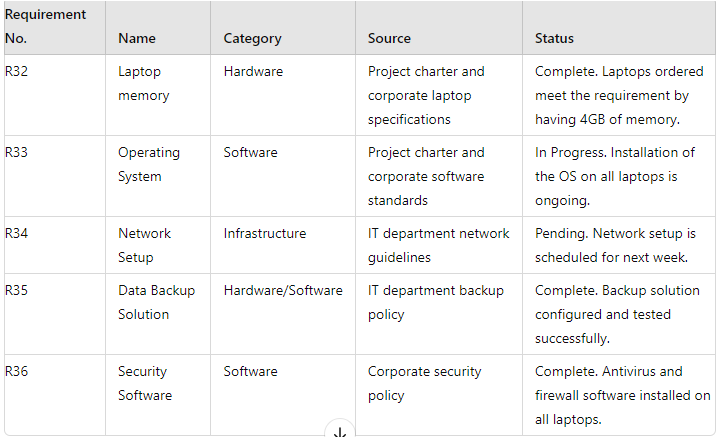 Requirement
No. Name Category Source Status
R32 Laptop Hardware Project charter and Complete. Laptops ordered
memory corporate laptop meet the requirement by
specifications having 4GB of memory.
R33 Operating Software Project charter and In Progress. Installation of
System corporate software the OS on all laptops is
standards ongoing.
R34 Network Infrastructure IT department network Pending. Network setup is
Setup guidelines scheduled for next week.
R35 Data Backup Hardware/Software IT department backup Complete. Backup solution
Solution policy configured and tested
successfully.
R36 Security Software Corporate security Complete. Antivirus and
Software policy firewall software installed on
all laptops.